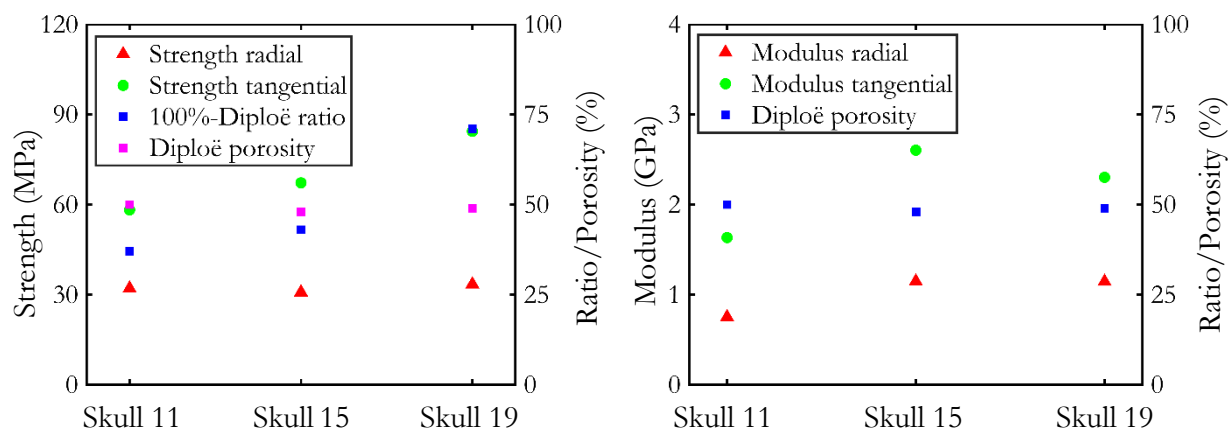 120
90
60
30
0
Strength (MPa)
Strength radial
Strength tangential
100%-Diploë ratio
Diploë porosity
100
75
50
25
0
Ratio/Porosity (%)
Skull 11
Skull 15
Skull 19
4
3
2
1
0
Modulus (GPa)
Modulus radial
Modulus tangential
Diploë porosity
100
75
50
25
0
Ratio/Porosity (%)
Skull 11
Skull 15
Skull 19